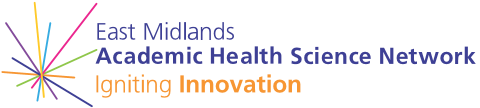 East Midlands
Academic Health Science Network
Igniting Innovation